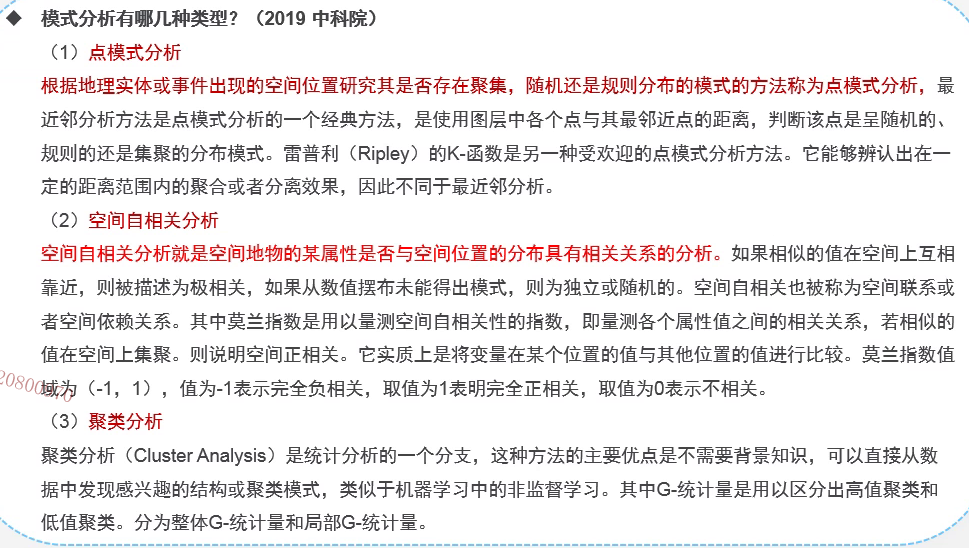 ◆ 模式分析有哪几种类型？（2019 中科院）
（1）点模式分析
根据地理实体或事件出现的空间位置研究其是否存在聚集，随机还是规则分布的模式的方法称为点模式分析，最
近邻分析方法是点模式分析的一个经典方法，是使用图层中各个点与其最邻近点的距离，判断该点是呈随机的、
规则的还是集聚的分布模式。雷普利（Ripley）的K-函数是另一种受欢迎的点模式分析方法。它能够辨认出在一
定的距离范围内的聚合或者分离效果，因此不同于最近邻分析。
（2）空间自相关分析
空间自相关分析就是空间地物的某属性是否与空间位置的分布具有相关关系的分析。如果相似的值在空间上互相
靠近，则被描述为极相关，如果从数值摆布未能得出模式，则为独立或随机的。空间自相关也被称为空间联系或
者空间依赖关系。其中莫兰指数是用以量测空间自相关性的指数，即量测各个属性值之间的相关关系，若相似的
值在空间上集聚。则说明空间正相关。它实质上是将变量在某个位置的值与其他位置的值进行比较。莫兰指数值
域为（-1，1），值为-1表示完全负相关，取值为1表明完全正相关，取值为0表示不相关。
（3）聚类分析
聚类分析（Cluster Analysis）是统计分析的一个分支，这种方法的主要优点是不需要背景知识，可以直接从数
据中发现感兴趣的结构或聚类模式，类似于机器学习中的非监督学习。其中G-统计量是用以区分出高值聚类和
低值聚类。分为整体G-统计量和局部G-统计量。